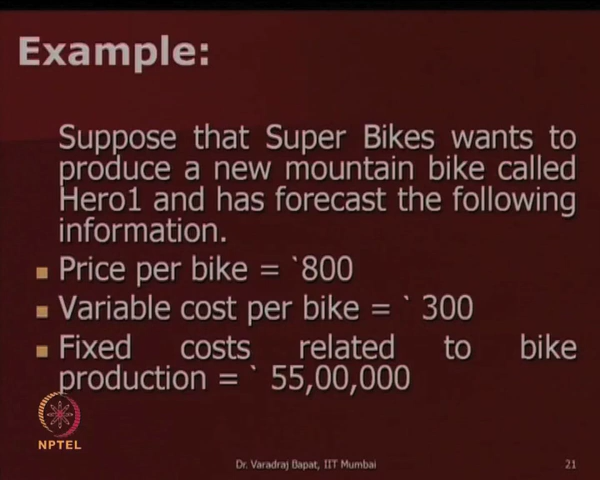 Example:
Suppose that Super Bikes wants to
produce a new mountain bike called
Hero1 and has forecast the following
information.
Price per bike = `800
Variable cost per bike = ` 300
Fixed costs related to bike
production = ` 55,00,000
NPTEL
Dr. Varadraj Bapat, IIT Mumbai
21